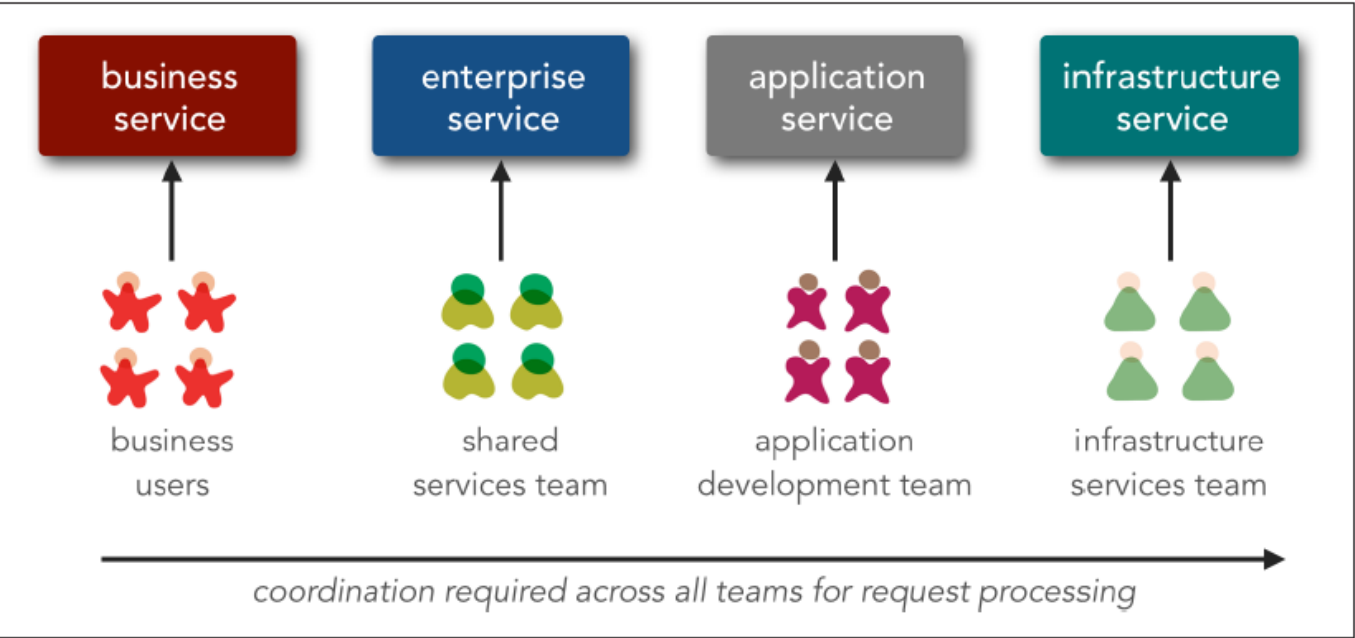 business
service
enterprise
service
application
service
infrastructure
service
business
users
shared
services team
application
development team
infrastructure
services team
coordination required across all teams for request processing